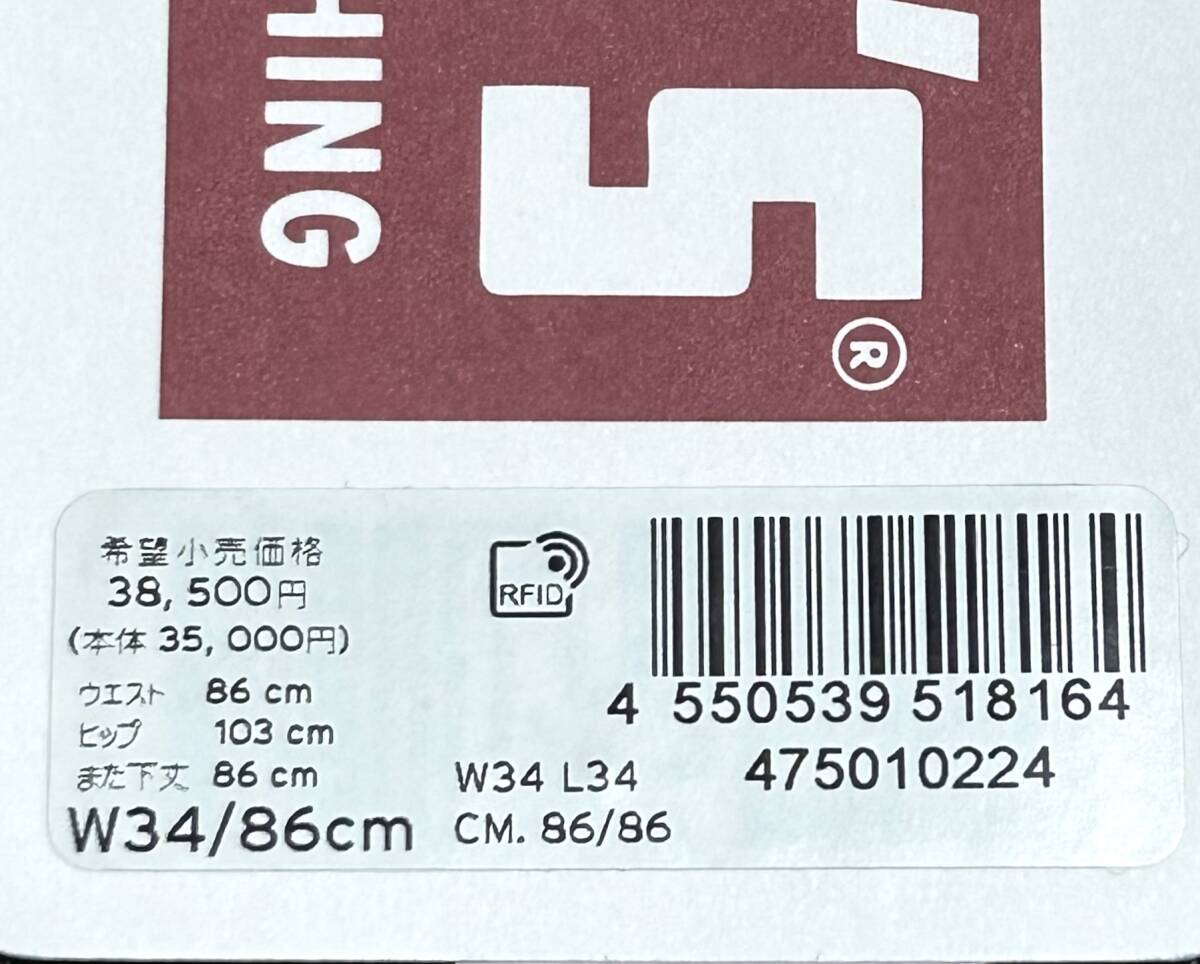 HING
'S®
希望小売価格
38,500円
(本体 35,000円)
ウエスト 86 cm
ヒップ 103 cm
また下丈 86 cm
W34/86cm
RFID
W34 L34
CM. 86/86
4 550539 518164
475010224